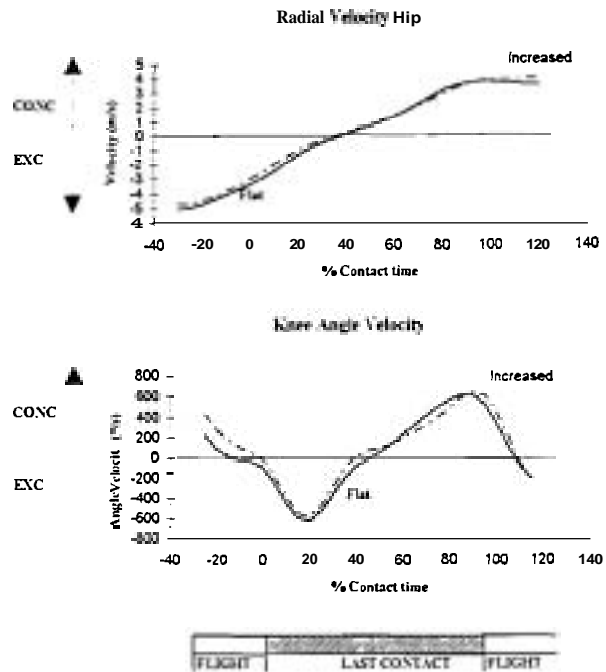 Radial Velocity Hip
Increased
CONC
EXC
Velocity (m/s)
Flat
-40 -20 0 20 40 60 80 100 120 140
% Contact time
Knee Angle Velocity
Increased
800
600
400
200
0
-200
-400
-600
-800
CONC
EXC
AngleVelocit (°/s)
Flat
-40 -20 0 20 40 60 80 100 120 140
% Contact time
FLIGHT LAST CONTACT FLIGHT